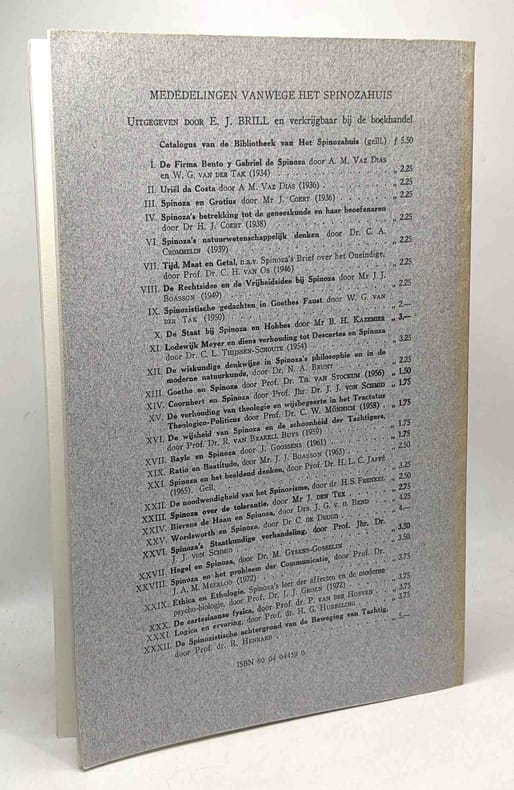 MEDEDELINGEN VANWEGE HET SPINOZAHUIS
UITGEGEVEN DOOR E. J. BRILL en verkrijgbaar bij de boekhandel
Catalogus van de Bibliotheek van Het Spinozahuis (geïll.) ƒ 5.50
I. De Firma Bento y Gabriel de Spinoza door A. M. VAZ DIAS
en W. G. VAN DER TAK (1934) . . . . . . . . „ 2.25
II. Uriël da Costa door A M. VAZ DIAS (1936) . . . . . . „ 2.25
III. Spinoza en Grotius door Mr J. COERT (1936) . . . . . „ 2.25
IV. Spinoza's betrekking tot de geneeskunde en haar beoefenaren
door Dr H. J. COERT (1938) . . . . . . . . „ 2.25
VI. Spinoza's natuurwetenschappelijk denken door Dr. C. A.
CROMMELIN (1939) . . . . . . . . „ 2.25
VII. Tijd, Maat en Getal, n.a.v. Spinoza's Brief over het Oneindige,
door Prof. Dr. C. H. VAN OS (1946) . . . . . . „ 2.25
VIII. De Rechtsidee en de Vrijheidsidee bij Spinoza door Mr J. J.
BOASSON (1949) . . . . . . . . „ 2.25
IX. Spinozistische gedachten in Goethes Faust door W. G. VAN
DER TAK (1950) . . . . . . . . „ 2.—
X. De Staat bij Spinoza en Hobbes door Mr B. H. KAZEMIER „ 3.—
XI. Lodewijk Meyer en diens verhouding tot Descartes en Spinoza
door Dr. C. L. THIJSSEN-SCHOUTE (1954) . . . . . „ 3.25
XII. De wiskundige denkwijze in Spinoza's philosophie en in de
moderne natuurkunde, door Dr. N. A. BRUNT . . . . „ 2.25
XIII. Goethe en Spinoza door Prof. Dr. TH. VAN STOCKUM (1956) „ 1.50
XIV. Coornhert en Spinoza door Prof. Jhr. Dr. J. J. VON SCHMID „ 1.75
XV. De verhouding van theologie en wijsbegeerte in het Tractatus
Theologico-Politicus door Prof. Dr. C. W. MÖNNICH (1958) . „ 1.75
XVI. De wijsheid van Spinoza en de schoonheid der Tachtigers,
door Prof. Dr. R. VAN BRAKELL BUYS (1959) . . . . „ 1.75
XVII. Bayle en Spinoza door J. GOOSSENS (1961) . . . . „ 1.75
XIX. Ratio en Beatitudo, door Mr. J. J. BOASSON (1963) . . . „ 2.50
XXI. Spinoza en het beeldend denken, door Prof. Dr. H. L. C. JAFFÉ
(1965). Geïll. . . . . . . . . „ 3.25
XXII. De noodwendigheid van het Spinorisme, door dr. H.S. FRENKEL „ 2.50
XXIII. Spinoza over de tolerantie, door Mr J. DEN TEX . . . „ 2.75
XXIV. Bierens de Haan en Spinoza, door Drs. J. G. V. D. BEND . „ 4.25
XXV. Wordsworth en Spinoza, door Dr C. DE DEUGD . . . . „ 4.—
XXVI. Spinoza's Staatkundige verhandeling, door Prof. Jhr. Dr.
J. J. VON SCHMID . . . . . . . . „ 3.50
XXVII. Hegel en Spinoza, door Dr. M. GYSENS-GOSSELIN . . . „ 3.50
XXVIII. Spinoza en het probleem der Communicatie, door Prof. Dr.
J. A. M. MEERLOO (1972) . . . . . . . . „ 3.75
XXIX. Ethica en Ethologie. Spinoza's leer der affecten en de moderne
psycho-biologie, door Prof. Dr. J. J. GROEN (1972) . . . „ 3.75
XXX. De cartesiaanse fysica, door Prof. dr. P. VAN DER HOEVEN „ 3.75
XXXI. Logica en ervaring, door Prof. dr. H. G. HUBBELING . . „ 3.75
XXXII. De Spinozistische achtergrond van de Beweging van Tachtig,
door Prof. dr. R. HENRARD . . . . . . . . „ 5.—
ISBN 90 04 04459 0